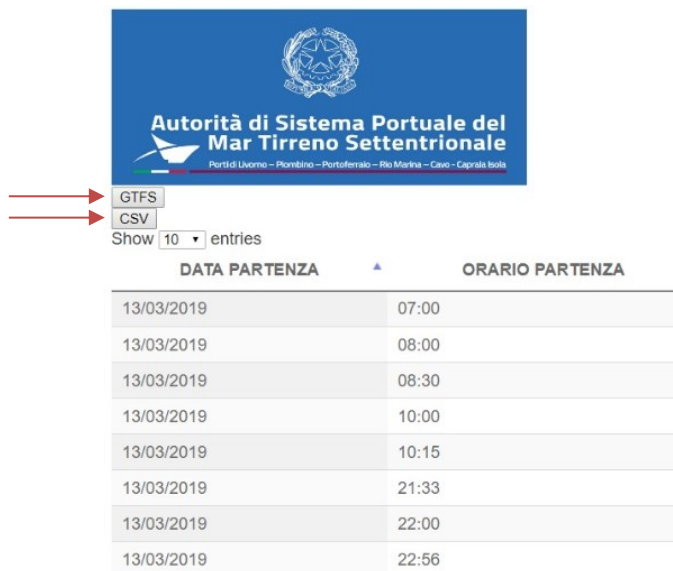 Autorità di Sistema Portuale del
Mar Tirreno Settentrionale
Porti di Livorno – Piombino – Portoferraio – Rio Marina – Cavo - Capraia Isola
GTFS
CSV
Show 10 entries
DATA PARTENZA ORARIO PARTENZA
13/03/2019 07:00
13/03/2019 08:00
13/03/2019 08:30
13/03/2019 10:00
13/03/2019 10:15
13/03/2019 21:33
13/03/2019 22:00
13/03/2019 22:56